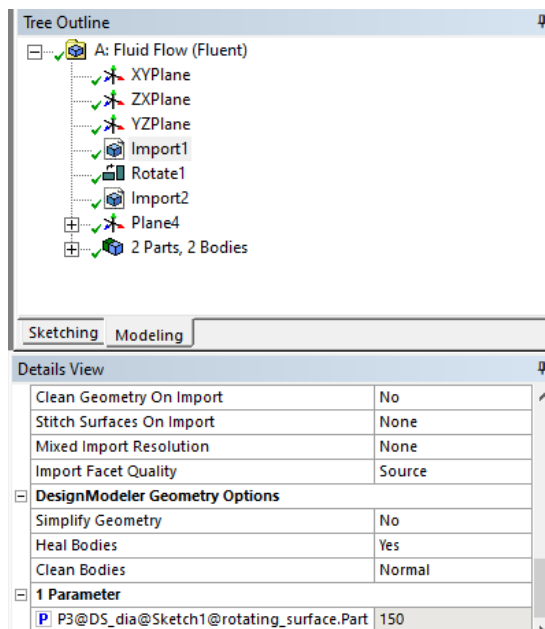 Tree Outline
A: Fluid Flow (Fluent)
XYPlane
ZXPlane
YZPlane
Import1
Rotate1
Import2
Plane4
2 Parts, 2 Bodies
Sketching Modeling
Details View
Clean Geometry On Import No
Stitch Surfaces On Import None
Mixed Import Resolution None
Import Facet Quality Source
DesignModeler Geometry Options
Simplify Geometry No
Heal Bodies Yes
Clean Bodies Normal
1 Parameter
P P3@DS_dia@Sketch1@rotating_surface.Part 150